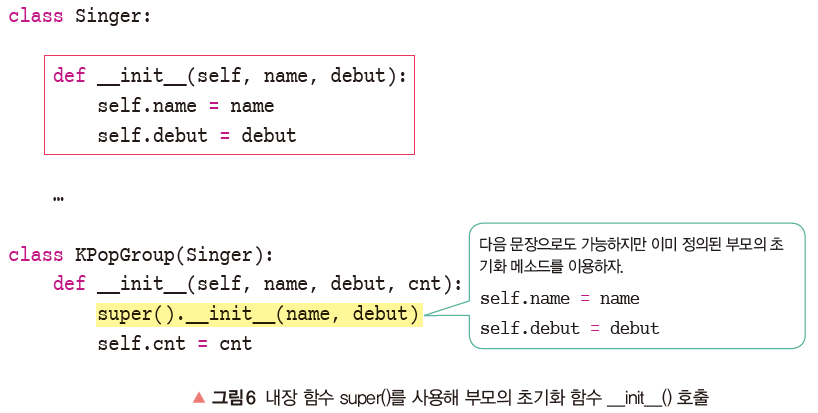 class Singer:
def __init__(self, name, debut):
self.name = name
self.debut = debut
…
class KPopGroup(Singer):
def __init__(self, name, debut, cnt):
super().__init__(name, debut)
self.cnt = cnt
다음 문장으로도 가능하지만 이미 정의된 부모의 초
기화 메소드를 이용하자.
self.name = name
self.debut = debut
▲ 그림 6 내장 함수 super()를 사용해 부모의 초기화 함수 __init__() 호출